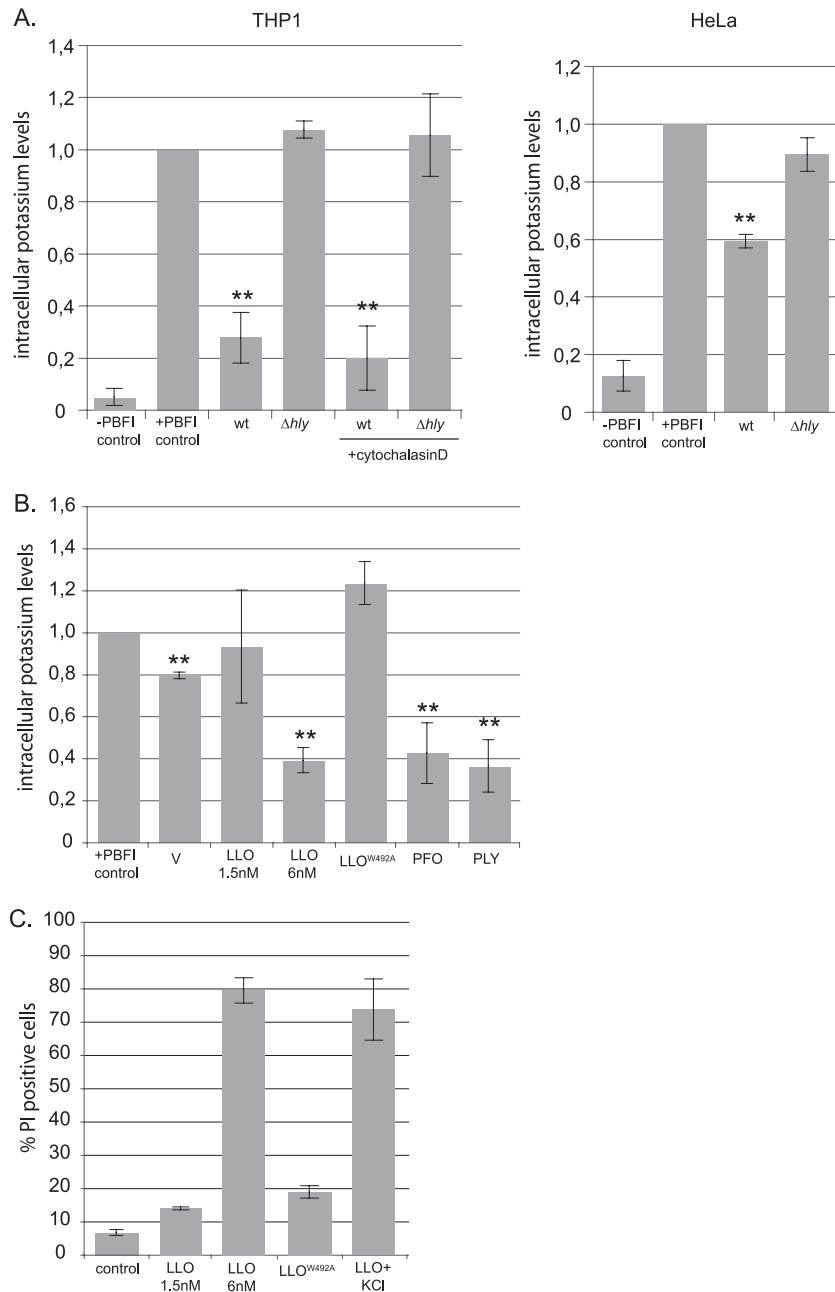 A.
THP1
HeLa
intracellular potassium levels
1,4
1,2
1,0
0,8
0,6
0,4
0,2
0
**
**
-PBFI control
+PBFI control
wt
Δhly
wt
Δhly
+cytochalasinD
intracellular potassium levels
1,2
1,0
0,8
0,6
0,4
0,2
0
**
-PBFI control
+PBFI control
wt
Δhly
B.
intracellular potassium levels
1,6
1,4
1,2
1,0
0,8
0,6
0,4
0,2
0
**
**
**
**
+PBFI control
V
LLO 1.5nM
LLO 6nM
LLO^W492A
PFO
PLY
C.
% PI positive cells
100
90
80
70
60
50
40
30
20
10
0
control
LLO 1.5nM
LLO 6nM
LLO^W492A
LLO+ KCl